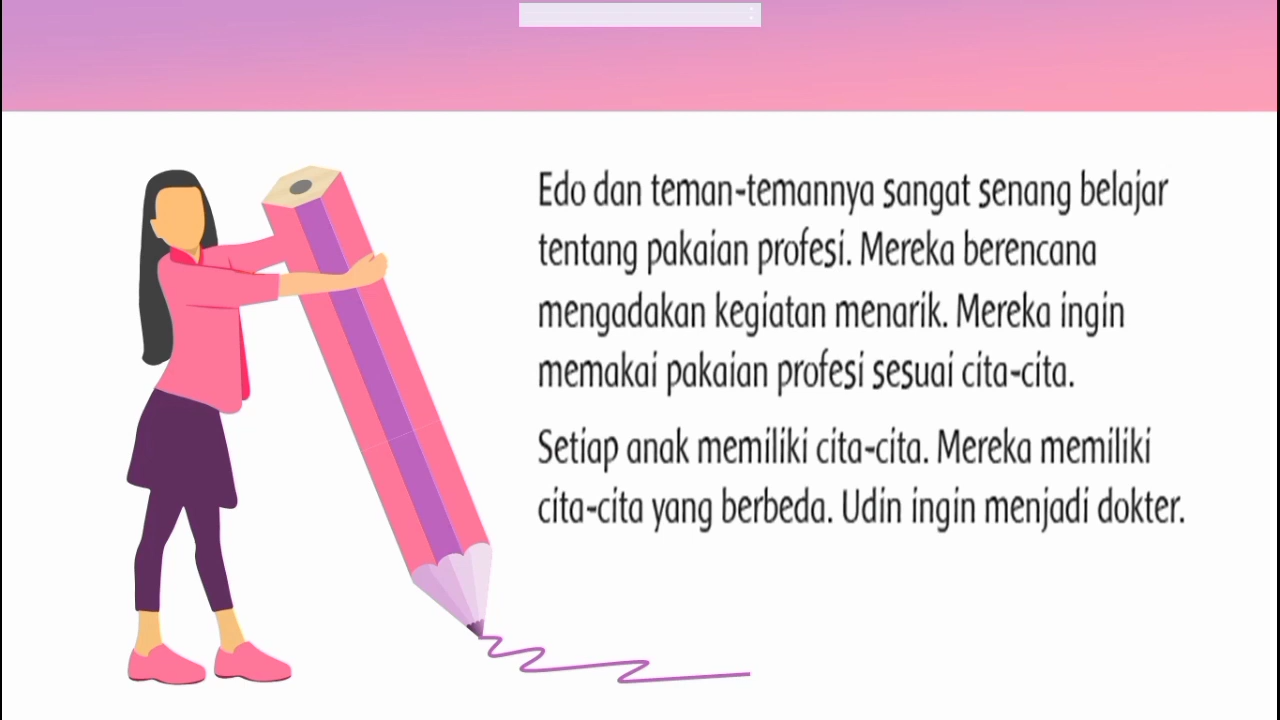 Edo dan teman-temannya sangat senang belajar
tentang pakaian profesi. Mereka berencana
mengadakan kegiatan menarik. Mereka ingin
memakai pakaian profesi sesuai cita-cita.
Setiap anak memiliki cita-cita. Mereka memiliki
cita-cita yang berbeda. Udin ingin menjadi dokter.